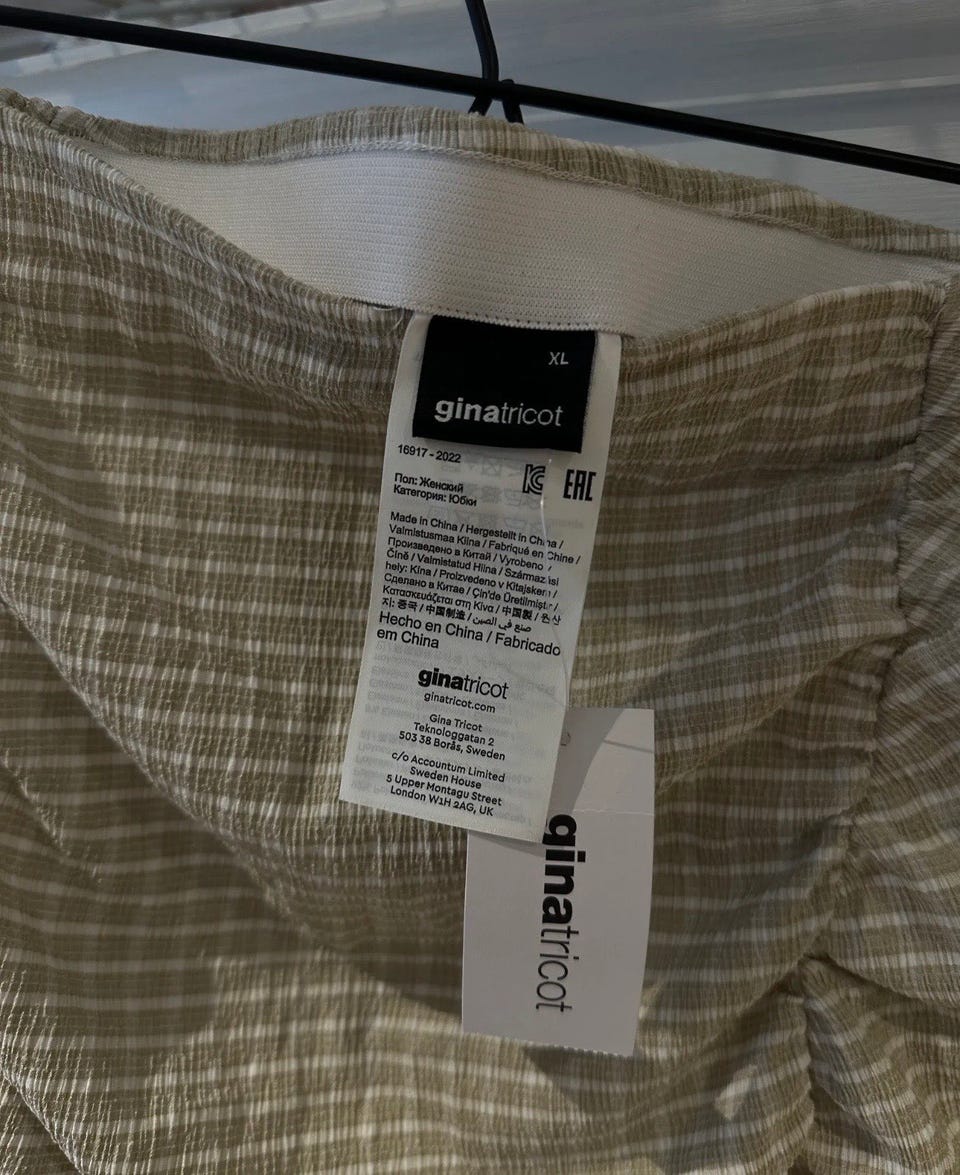 XL
ginatricot
16917 - 2022
EAC
Пол: Женский
Категория: Юбки
Made in China / Hergestellt in China /
Valmistusmaa Kiina / Fabriqué en Chine /
Произведено в Китай / Vyrobeno v
Číně / Valmistatud Hiina / Származási
hely: Kína / Proizvedeno v Kitajskem /
Сделано в Китае / Çin'de Üretilmiştir /
Κατασκευάζεται στη Κίνα / 中国製 / 원산
지: 중국 / 中国制造 / صنع في الصين
Hecho en China / Fabricado
em China
ginatricot
ginatricot.com
Gina Tricot
Teknologgatan 2
503 38 Borås, Sweden
c/o Accountum Limited
Sweden House
5 Upper Montagu Street
London W1H 2AG, UK
ginatricot